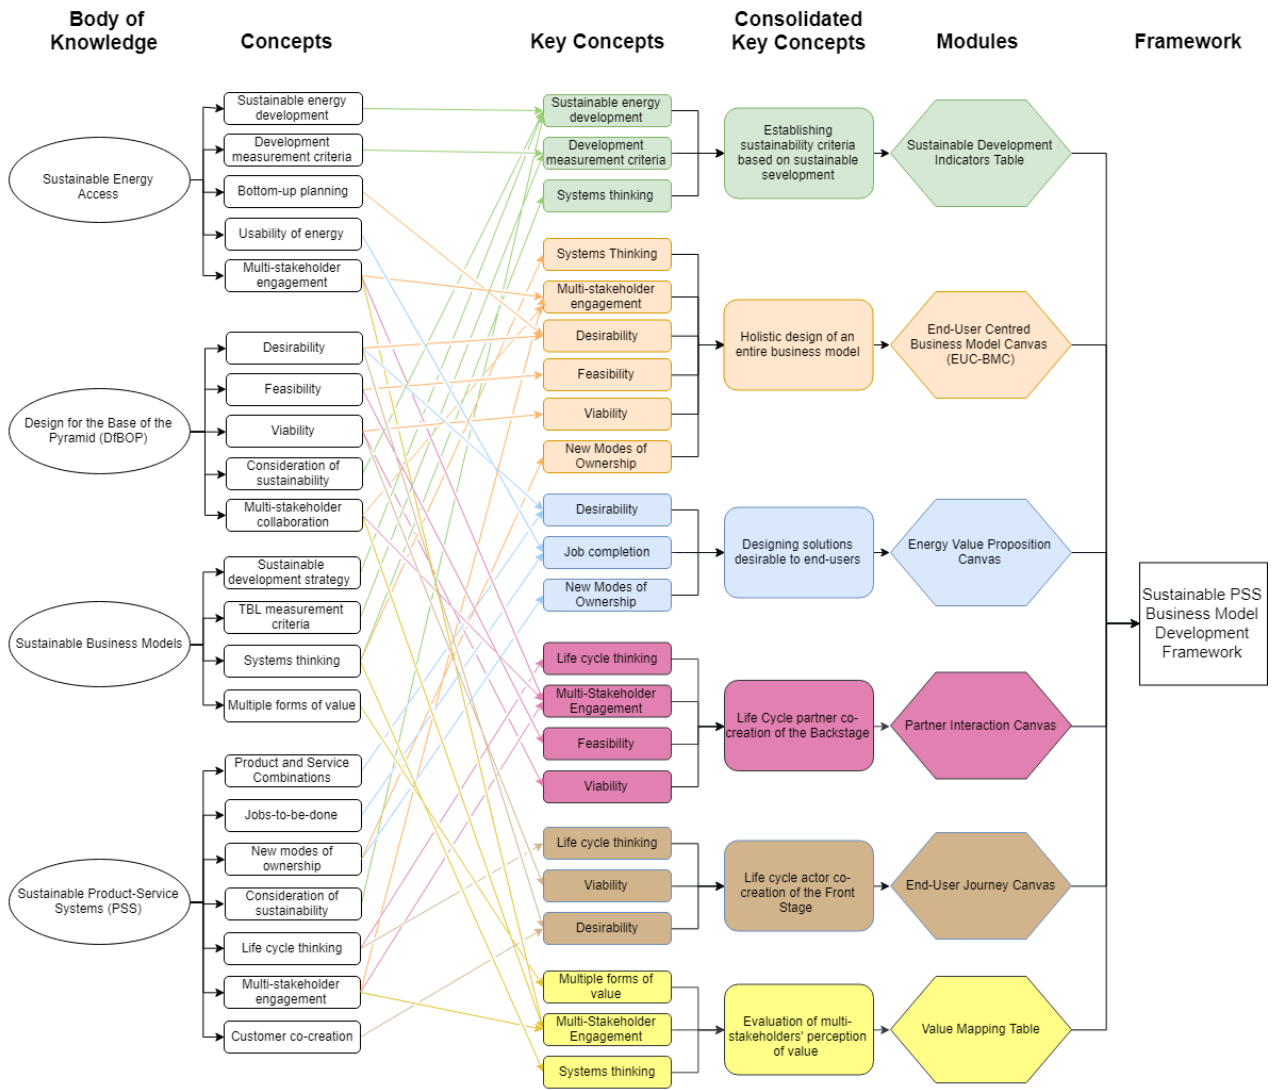 Body of
Knowledge
Concepts
Key Concepts
Consolidated
Key Concepts
Modules
Framework
Sustainable Energy
Access
Design for the Base of the
Pyramid (DfBOP)
Sustainable Business Models
Sustainable Product-Service
Systems (PSS)
Sustainable energy
development
Development
measurement criteria
Bottom-up planning
Usability of energy
Multi-stakeholder
engagement
Desirability
Feasibility
Viability
Consideration of
sustainability
Multi-stakeholder
collaboration
Sustainable
development strategy
TBL measurement
criteria
Systems thinking
Multiple forms of value
Product and Service
Combinations
Jobs-to-be-done
New modes of
ownership
Consideration of
sustainability
Life cycle thinking
Multi-stakeholder
engagement
Customer co-creation
Sustainable energy
development
Development
measurement criteria
Systems thinking
Systems Thinking
Multi-stakeholder
engagement
Desirability
Feasibility
Viability
New Modes of
Ownership
Desirability
Job completion
New Modes of
Ownership
Life cycle thinking
Multi-Stakeholder
Engagement
Feasibility
Viability
Life cycle thinking
Viability
Desirability
Multiple forms of
value
Multi-Stakeholder
Engagement
Systems thinking
Establishing
sustainability criteria
based on sustainable
sevelopment
Holistic design of an
entire business model
Designing solutions
desirable to end-users
Life Cycle partner co-
creation of the Backstage
Life cycle actor co-
creation of the Front
Stage
Evaluation of multi-
stakeholders' perception
of value
Sustainable Development
Indicators Table
End-User Centred
Business Model Canvas
(EUC-BMC)
Energy Value Proposition
Canvas
Partner Interaction Canvas
End-User Journey Canvas
Value Mapping Table
Sustainable PSS
Business Model
Development
Framework